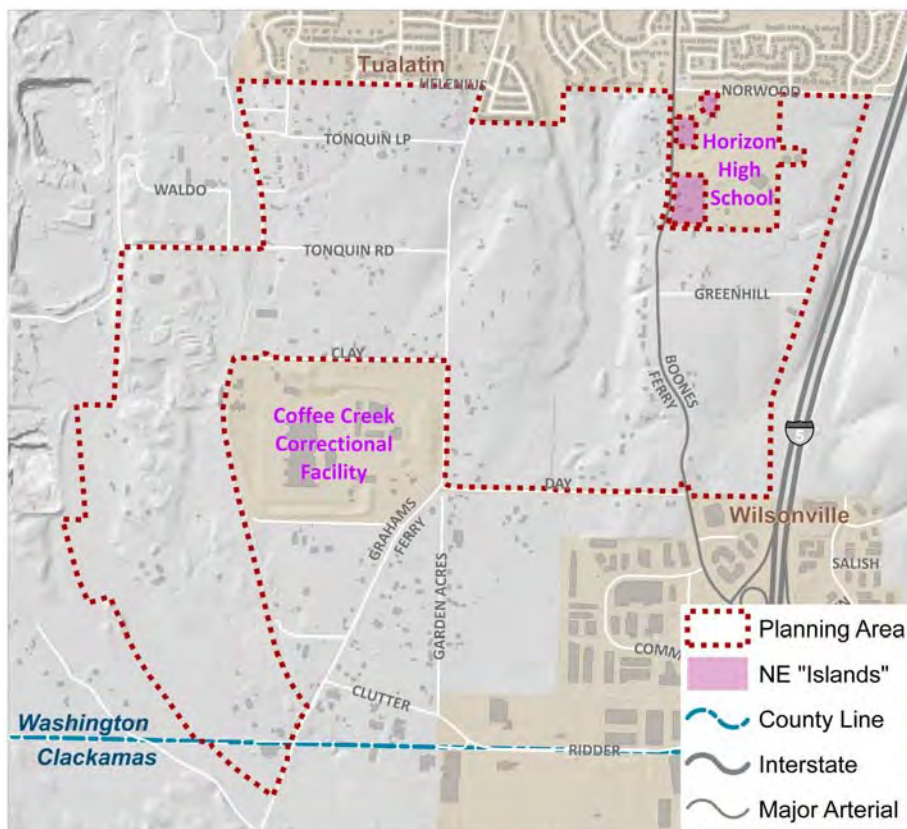 Tualatin
HELENIUS
NORWOOD
TONQUIN LP
Horizon
High
School
WALDO
TONQUIN RD
GREENHILL
CLAY
BOONES
FERRY
Coffee Creek
Correctional
Facility
5
DAY
GRAHAMS
FERRY
Wilsonville
SALISH
GARDEN ACRES
COMM
CLUTTER
Washington
Clackamas
RIDDER
Planning Area
NE "Islands"
County Line
Interstate
Major Arterial